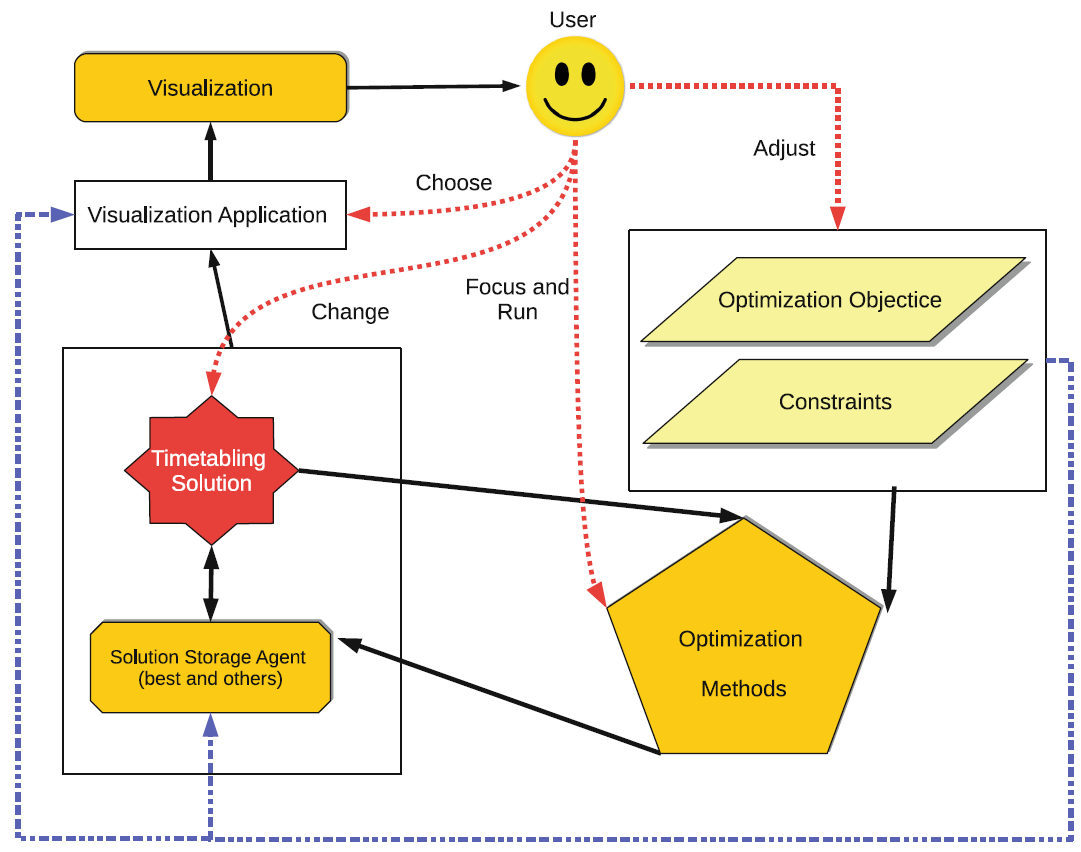 User
Visualization
Adjust
Choose
Visualization Application
Focus and
Run
Change
Optimization Objectice
Constraints
Timetabling
Solution
Optimization
Methods
Solution Storage Agent
(best and others)